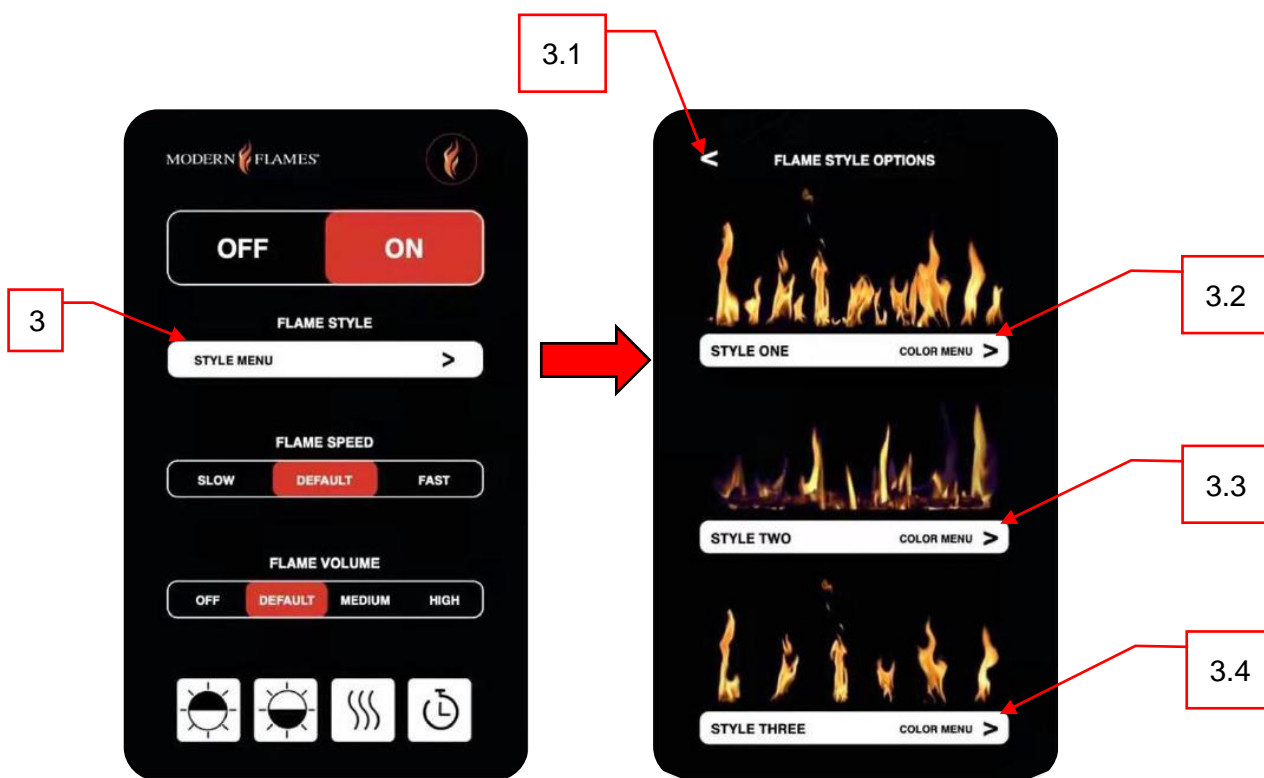 3.1
3
MODERN FLAMES®
OFF ON
FLAME STYLE
STYLE MENU >
FLAME SPEED
SLOW DEFAULT FAST
FLAME VOLUME
OFF DEFAULT MEDIUM HIGH
< FLAME STYLE OPTIONS
STYLE ONE COLOR MENU >
3.2
STYLE TWO COLOR MENU >
3.3
STYLE THREE COLOR MENU >
3.4